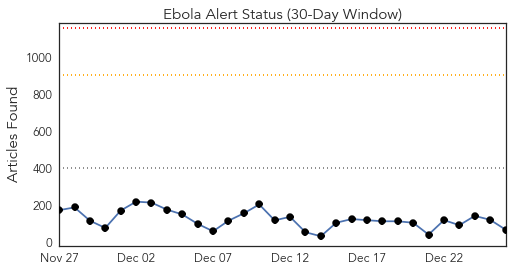 Ebola Alert Status (30-Day Window)
Articles Found
1000
800
600
400
200
0
Nov 27
Dec 02
Dec 07
Dec 12
Dec 17
Dec 22